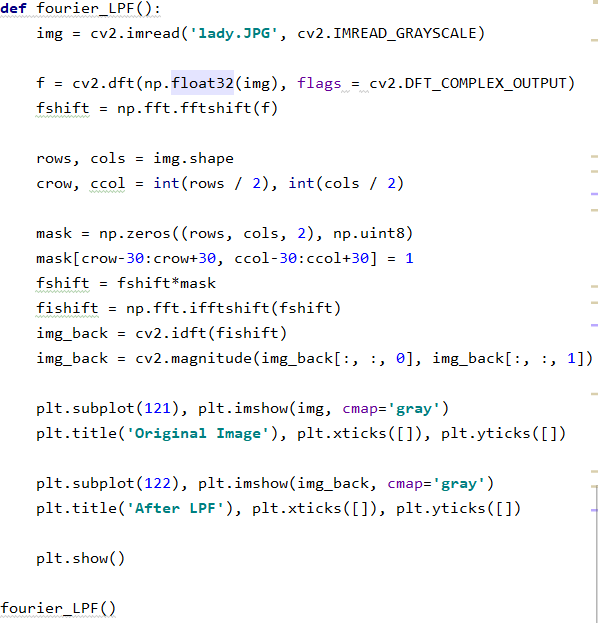 def fourier_LPF():
    img = cv2.imread('lady.JPG', cv2.IMREAD_GRAYSCALE)
    f = cv2.dft(np.float32(img), flags = cv2.DFT_COMPLEX_OUTPUT)
    fshift = np.fft.fftshift(f)
    rows, cols = img.shape
    crow, ccol = int(rows / 2), int(cols / 2)
    mask = np.zeros((rows, cols, 2), np.uint8)
    mask[crow-30:crow+30, ccol-30:ccol+30] = 1
    fshift = fshift*mask
    fishift = np.fft.ifftshift(fshift)
    img_back = cv2.idft(fishift)
    img_back = cv2.magnitude(img_back[:, :, 0], img_back[:, :, 1])
    plt.subplot(121), plt.imshow(img, cmap='gray')
    plt.title('Original Image'), plt.xticks([]), plt.yticks([])
    plt.subplot(122), plt.imshow(img_back, cmap='gray')
    plt.title('After LPF'), plt.xticks([]), plt.yticks([])
    plt.show()
fourier_LPF()